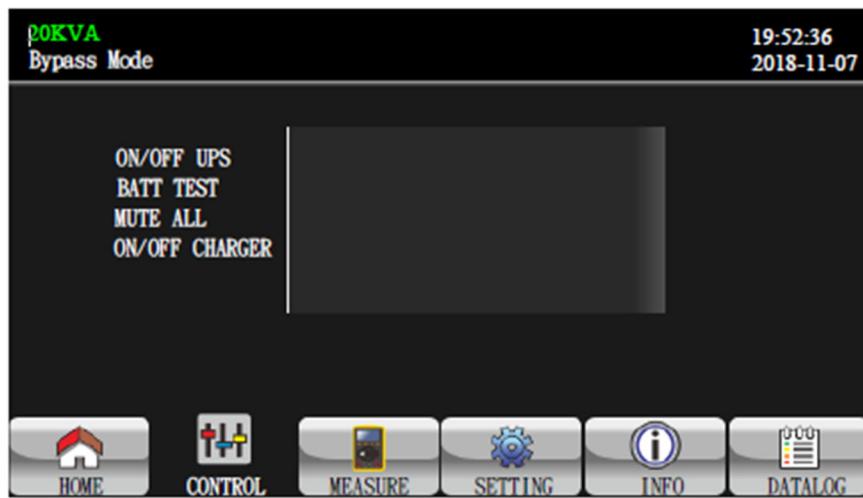 20KVA
Bypass Mode
19:52:36
2018-11-07
ON/OFF UPS
BATT TEST
MUTE ALL
ON/OFF CHARGER
HOME
CONTROL
MEASURE
SETTING
INFO
DATALOG